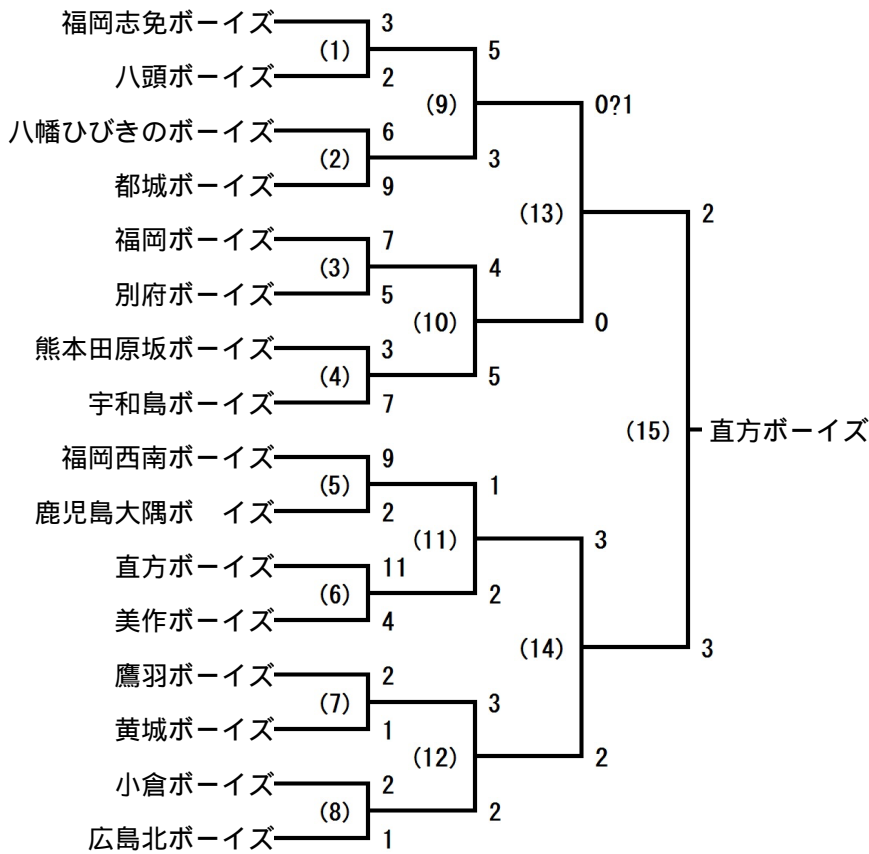 福岡志免ボーイズ 3
(1) 5
八頭ボーイズ 2
(9) 0?1
八幡ひびきのボーイズ 6
(2) 3
都城ボーイズ 9
(13) 2
福岡ボーイズ 7
(3) 4
別府ボーイズ 5
(10) 0
熊本田原坂ボーイズ 3
(4) 5
宇和島ボーイズ 7
(15) 直方ボーイズ
福岡西南ボーイズ 9
(5) 1
鹿児島大隅ボ　イズ 2
(11) 3
直方ボーイズ 11
(6) 2
美作ボーイズ 4
(14) 3
鷹羽ボーイズ 2
(7) 3
黄城ボーイズ 1
(12) 2
小倉ボーイズ 2
(8) 2
広島北ボーイズ 1